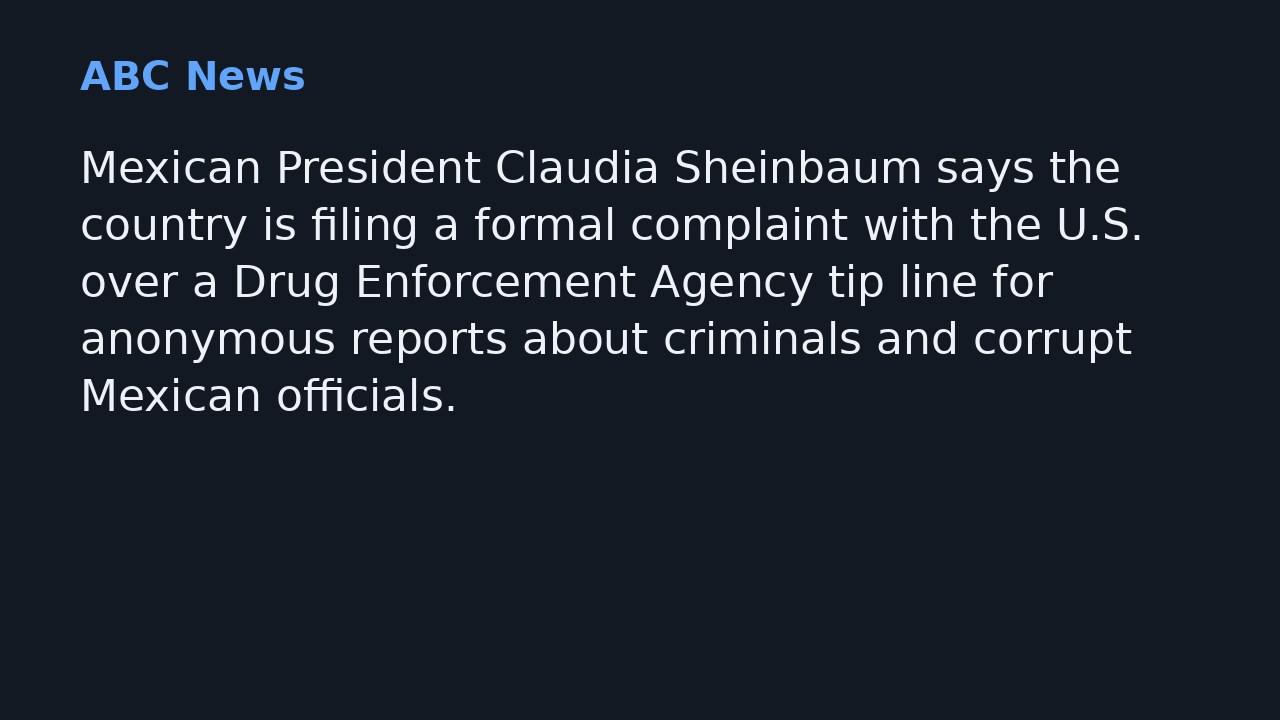 ABC News
Mexican President Claudia Sheinbaum says the
country is filing a formal complaint with the U.S.
over a Drug Enforcement Agency tip line for
anonymous reports about criminals and corrupt
Mexican officials.